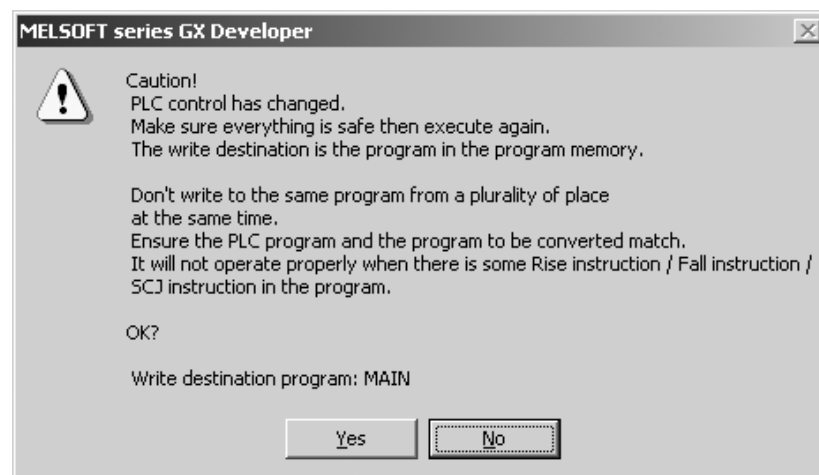 MELSOFT series GX Developer
Caution!
PLC control has changed.
Make sure everything is safe then execute again.
The write destination is the program in the program memory.
Don't write to the same program from a plurality of place
at the same time.
Ensure the PLC program and the program to be converted match.
It will not operate properly when there is some Rise instruction / Fall instruction /
SCJ instruction in the program.
OK?
Write destination program: MAIN
Yes No